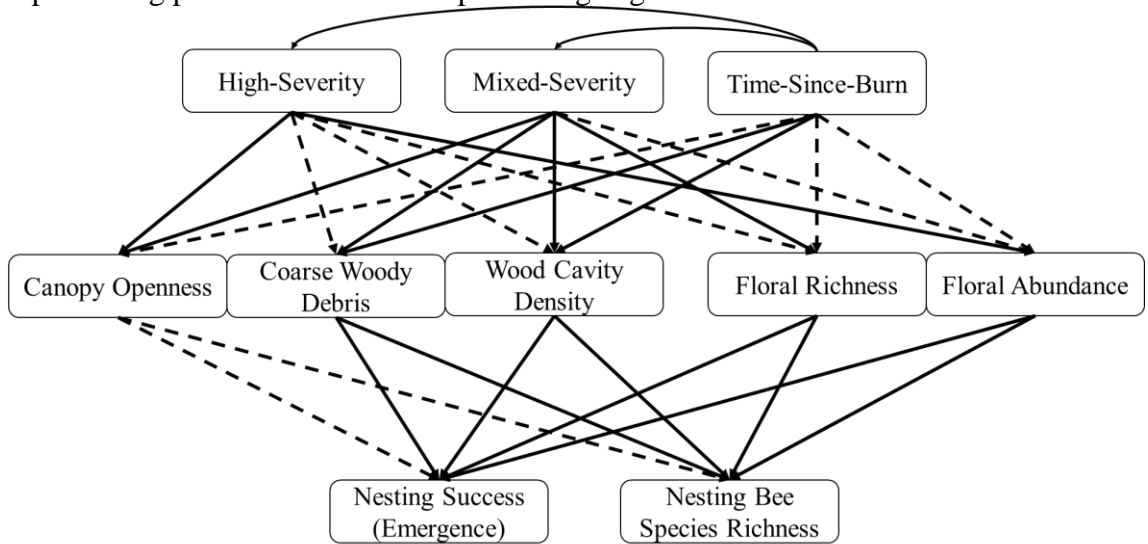 High-Severity
Mixed-Severity
Time-Since-Burn
Canopy Openness
Coarse Woody
Debris
Wood Cavity
Density
Floral Richness
Floral Abundance
Nesting Success
(Emergence)
Nesting Bee
Species Richness